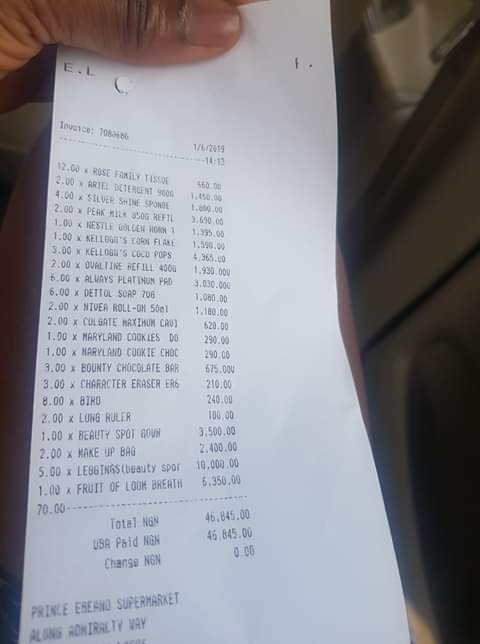 E.L F.
Invoice: 7080686 1/6/2019
14:13
12.00 x ROSE FAMILY TISSUE 560.00
2.00 x ARIEL DETERGENT 900G 1,450.00
4.00 x SILVER SHINE SPONGE 1,000.00
2.00 x PEAK MILK 850G REFIL 3,690.00
1.00 x NESTLE GOLDEN MORN 1 1,395.00
1.00 x KELLOGG'S CORN FLAKE 1,590.00
3.00 x KELLOGG'S COCO POPS 4,365.00
2.00 x OVALTINE REFILL 400G 1,930.00U
6.00 x ALWAYS PLATINUM PAD 3,030.00U
6.00 x DETTOL SOAP 70G 1,080.00
2.00 x NIVEA ROLL-ON 50ml 1,180.00
2.00 x COLGATE MAXIMUM CAVI 620.00
1.00 x MARYLAND COOKIES DO 290.00
1.00 x MARYLAND COOKIE CHOC 290.00
3.00 x BOUNTY CHOCOLATE BAR 675.00U
3.00 x CHARACTER ERASER ER6 210.00
8.00 x BIRO 240.00
2.00 x LONG RULER 100.00
1.00 x BEAUTY SPOT GOWN 3,500.00
2.00 x MAKE UP BAG 2,400.00
5.00 x LEGGINGS(beauty spot 10,000.00
1.00 x FRUIT OF LOOM BREATH 6,350.00
70.00
Total NGN 46,845.00
UBA Paid NGN 46,845.00
Change NGN 0.00
PRINCE EBEANO SUPERMARKET
ALONG ADMIRALTY WAY